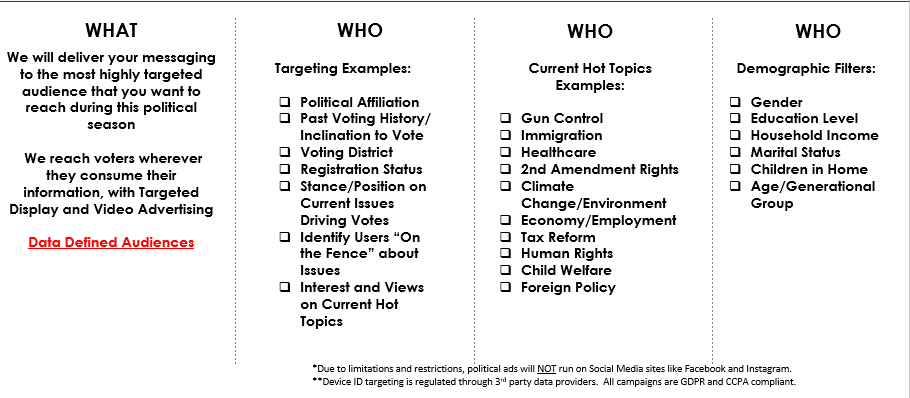 WHAT
We will deliver your messaging
to the most highly targeted
audience that you want to
reach during this political
season
We reach voters wherever
they consume their
information, with Targeted
Display and Video Advertising
Data Defined Audiences
WHO
Targeting Examples:
❑ Political Affiliation
❑ Past Voting History/
Inclination to Vote
❑ Voting District
❑ Registration Status
❑ Stance/Position on
Current Issues
Driving Votes
❑ Identify Users “On
the Fence” about
Issues
❑ Interest and Views
on Current Hot
Topics
WHO
Current Hot Topics
Examples:
❑ Gun Control
❑ Immigration
❑ Healthcare
❑ 2nd Amendment Rights
❑ Climate
Change/Environment
❑ Economy/Employment
❑ Tax Reform
❑ Human Rights
❑ Child Welfare
❑ Foreign Policy
WHO
Demographic Filters:
❑ Gender
❑ Education Level
❑ Household Income
❑ Marital Status
❑ Children in Home
❑ Age/Generational
Group
*Due to limitations and restrictions, political ads will NOT run on Social Media sites like Facebook and Instagram.
**Device ID targeting is regulated through 3rd party data providers. All campaigns are GDPR and CCPA compliant.